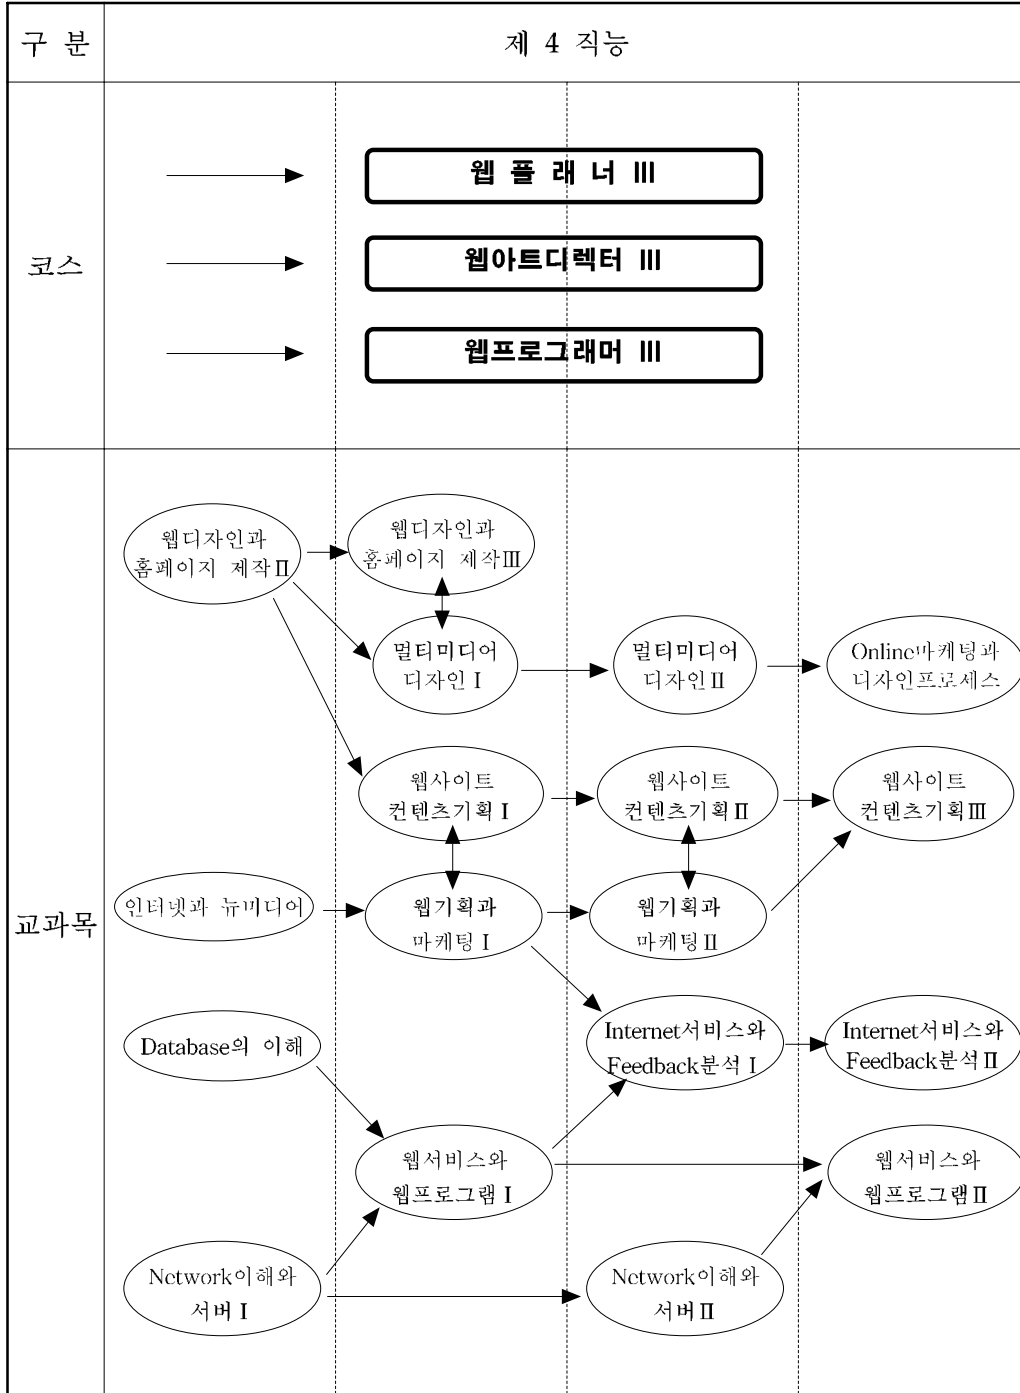 구 분
제 4 직능
코스
웹 플 래 너 Ⅲ
웹아트디렉터 Ⅲ
웹프로그래머 Ⅲ
교과목
웹디자인과
홈페이지 제작Ⅱ
웹디자인과
홈페이지 제작Ⅲ
멀티미디어
디자인Ⅰ
멀티미디어
디자인Ⅱ
Online마케팅과
디자인프로세스
웹사이트
컨텐츠기획Ⅰ
웹사이트
컨텐츠기획Ⅱ
웹사이트
컨텐츠기획Ⅲ
인터넷과 뉴미디어
웹기획과
마케팅Ⅰ
웹기획과
마케팅Ⅱ
Database의 이해
Internet서비스와
Feedback분석Ⅰ
Internet서비스와
Feedback분석Ⅱ
웹서비스와
웹프로그램Ⅰ
웹서비스와
웹프로그램Ⅱ
Network이해와
서버Ⅰ
Network이해와
서버Ⅱ